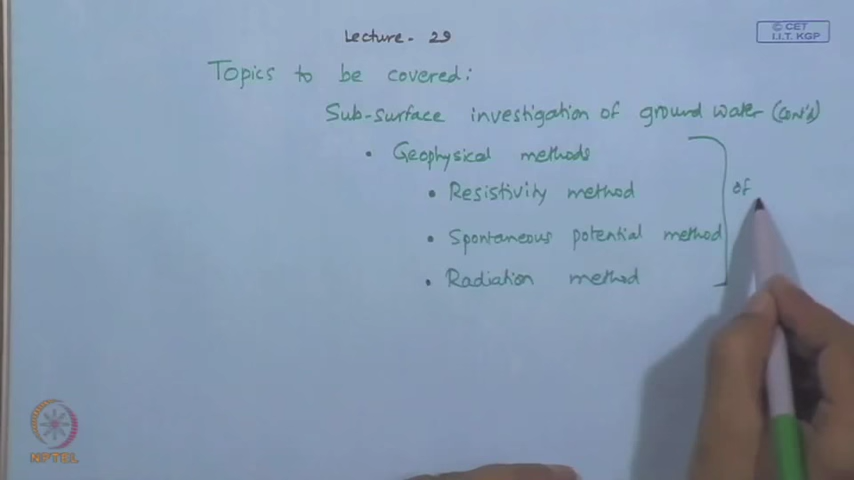 Lecture - 29
© CET
I.I.T. KGP
Topics to be covered:
Sub-surface investigation of ground water (Cont'd)
• Geophysical methods
• Resistivity method
• Spontaneous potential method
• Radiation method
of
NPTEL